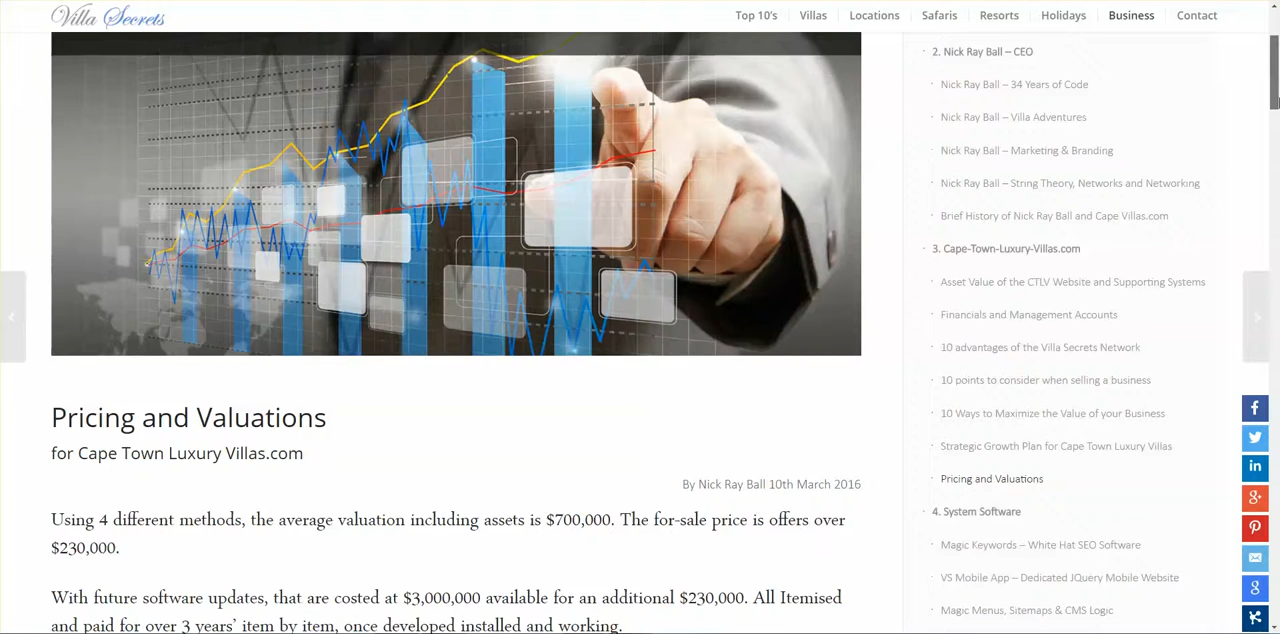 Villa Secrets
Top 10's
Villas
Locations
Safaris
Resorts
Holidays
Business
Contact
2. Nick Ray Ball – CEO
Nick Ray Ball – 34 Years of Code
Nick Ray Ball – Villa Adventures
Nick Ray Ball – Marketing & Branding
Nick Ray Ball – String Theory, Networks and Networking
Brief History of Nick Ray Ball and Cape Villas.com
3. Cape-Town-Luxury-Villas.com
Asset Value of the CTLV Website and Supporting Systems
Financials and Management Accounts
10 advantages of the Villa Secrets Network
10 points to consider when selling a business
10 Ways to Maximize the Value of your Business
Strategic Growth Plan for Cape Town Luxury Villas
Pricing and Valuations
4. System Software
Magic Keywords – White Hat SEO Software
VS Mobile App – Dedicated JQuery Mobile Website
Magic Menus, Sitemaps & CMS Logic
Pricing and Valuations
for Cape Town Luxury Villas.com
By Nick Ray Ball 10th March 2016
Using 4 different methods, the average valuation including assets is $700,000. The for-sale price is offers over
$230,000.
With future software updates, that are costed at $3,000,000 available for an additional $230,000. All Itemised
and paid for over 3 years' item by item, once developed installed and working.